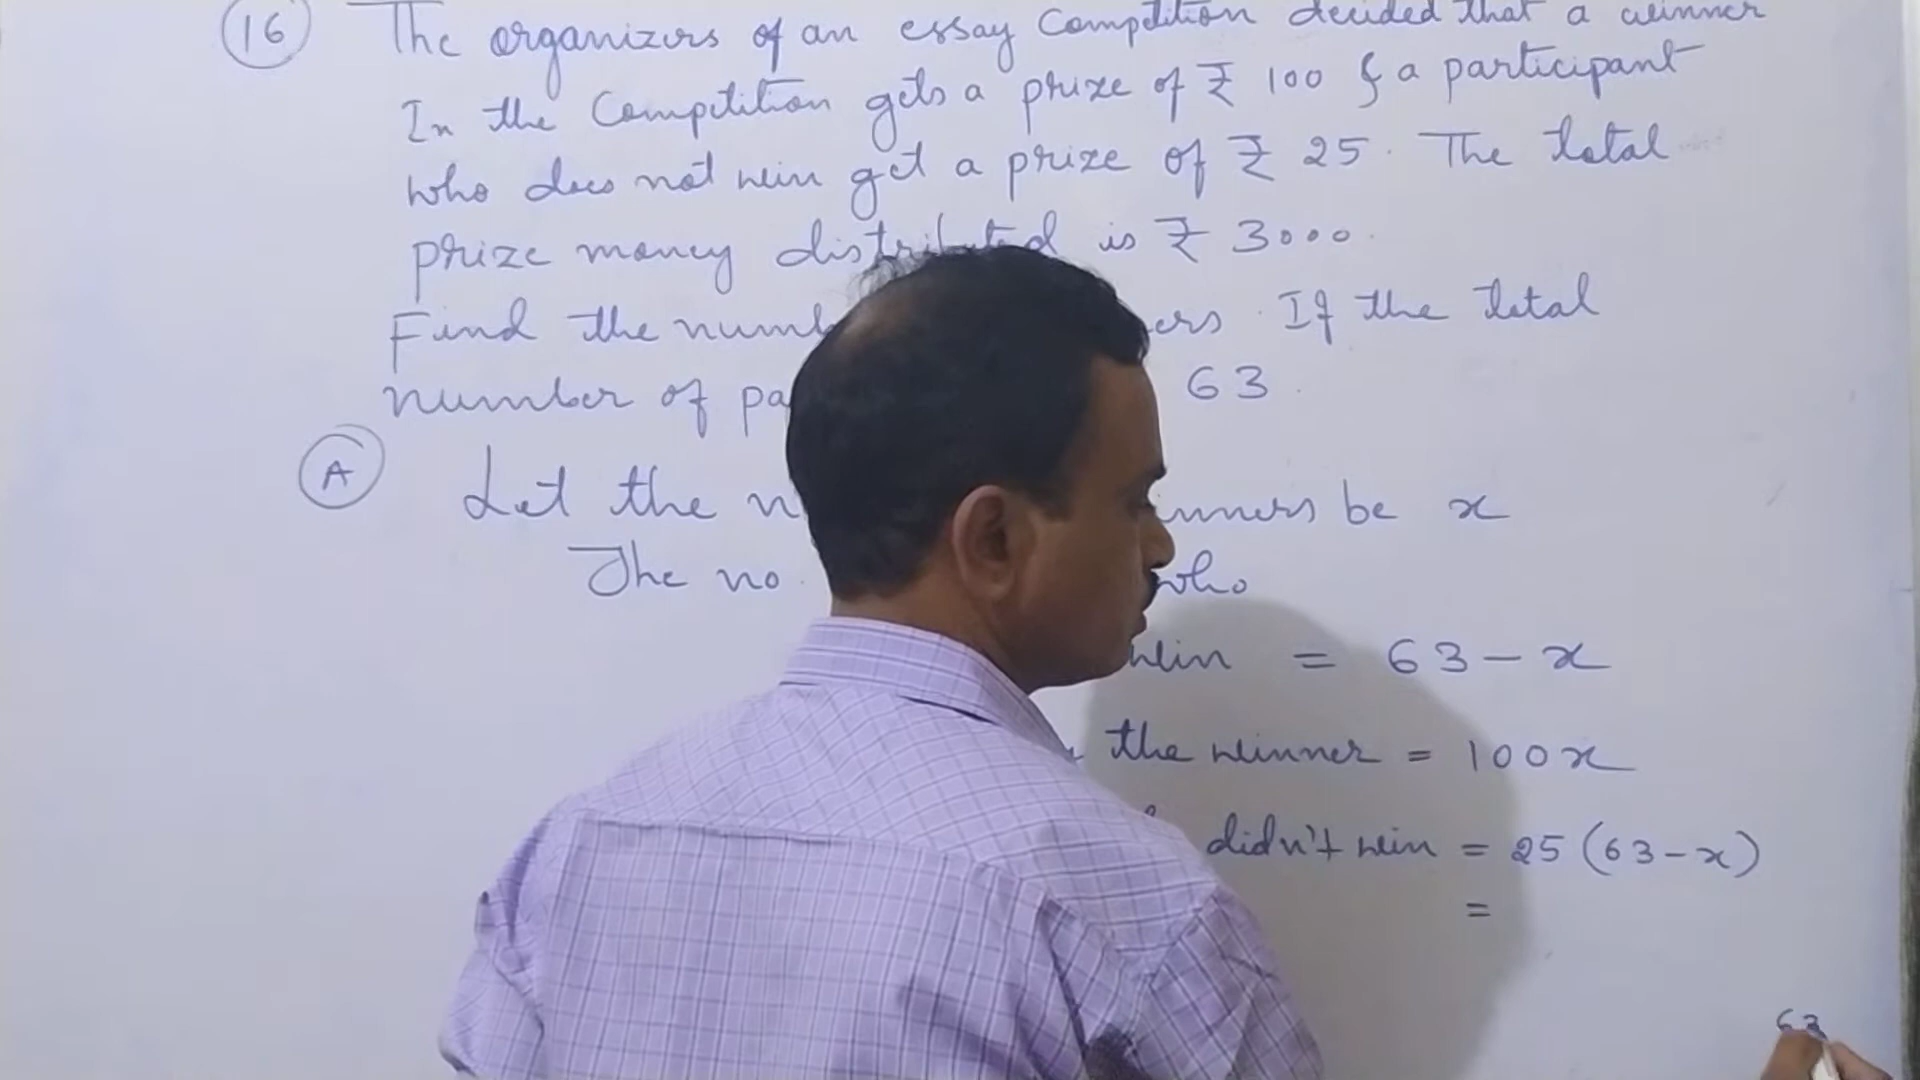 16 The organizers of an essay Competition decided that a winner
In the Competition gets a prize of ₹ 100 & a participant
who does not win get a prize of ₹ 25. The total
prize money distributed is ₹ 3000.
Find the ers. If the total
number of 63.
A Let the be x
The no who
win = 63 - x
the winner = 100x
didn't win = 25 (63 - x)
=
63